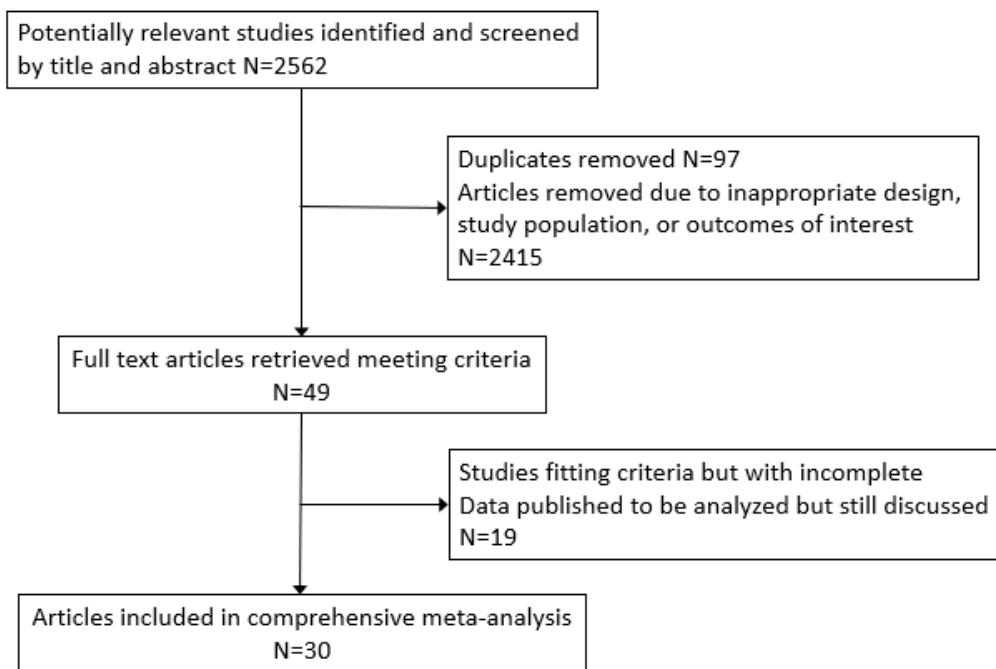 Potentially relevant studies identified and screened
by title and abstract N=2562
Duplicates removed N=97
Articles removed due to inappropriate design,
study population, or outcomes of interest
N=2415
Full text articles retrieved meeting criteria
N=49
Studies fitting criteria but with incomplete
Data published to be analyzed but still discussed
N=19
Articles included in comprehensive meta-analysis
N=30